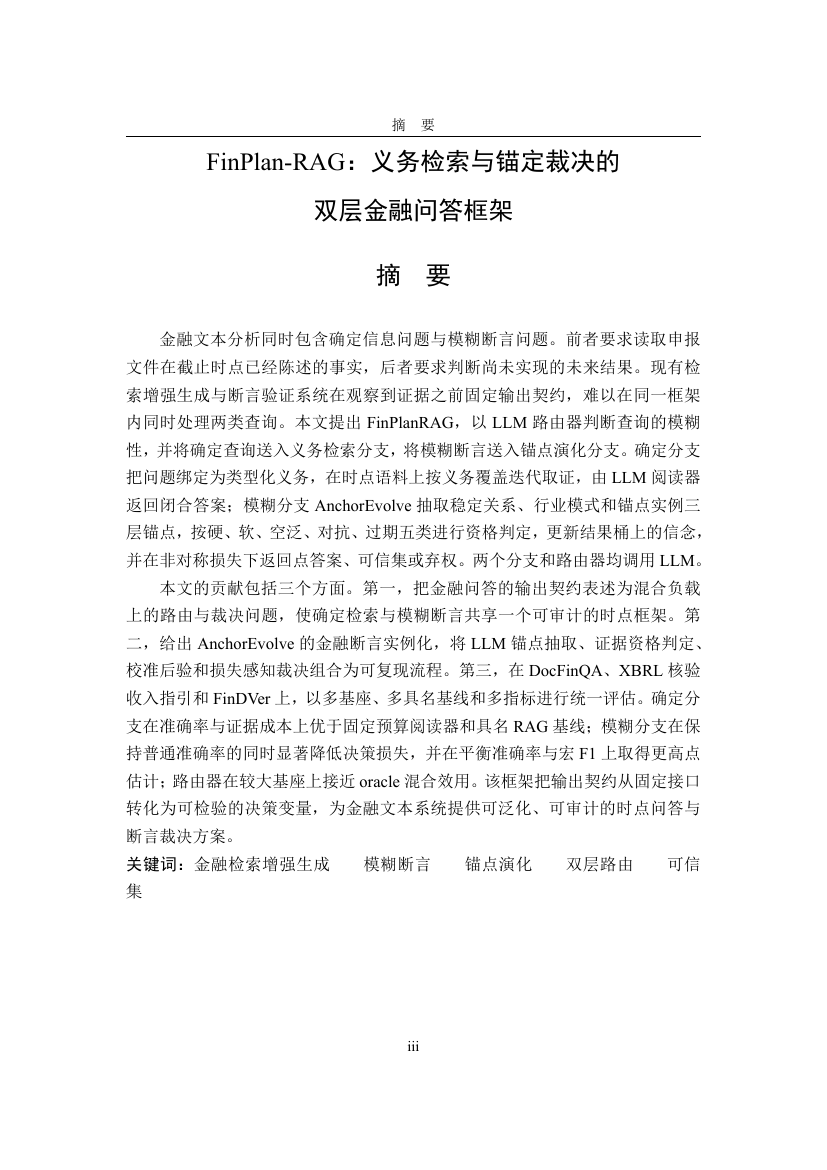 摘 要
FinPlan-RAG：义务检索与锚定裁决的
双层金融问答框架
摘 要
金融文本分析同时包含确定信息问题与模糊断言问题。前者要求读取申报
文件在截止时点已经陈述的事实，后者要求判断尚未实现的未来结果。现有检
索增强生成与断言验证系统在观察到证据之前固定输出契约，难以在同一框架
内同时处理两类查询。本文提出 FinPlanRAG，以 LLM 路由器判断查询的模糊
性，并将确定查询送入义务检索分支，将模糊断言送入锚点演化分支。确定分支
把问题绑定为类型化义务，在时点语料上按义务覆盖迭代取证，由 LLM 阅读器
返回闭合答案；模糊分支 AnchorEvolve 抽取稳定关系、行业模式和锚点实例三
层锚点，按硬、软、空泛、对抗、过期五类进行资格判定，更新结果桶上的信念，
并在非对称损失下返回点答案、可信集或弃权。两个分支和路由器均调用 LLM。
本文的贡献包括三个方面。第一，把金融问答的输出契约表述为混合负载
上的路由与裁决问题，使确定检索与模糊断言共享一个可审计的时点框架。第
二，给出 AnchorEvolve 的金融断言实例化，将 LLM 锚点抽取、证据资格判定、
校准后验和损失感知裁决组合为可复现流程。第三，在 DocFinQA、XBRL 核验
收入指引和 FinDVer 上，以多基座、多具名基线和多指标进行统一评估。确定分
支在准确率与证据成本上优于固定预算阅读器和具名 RAG 基线；模糊分支在保
持普通准确率的同时显著降低决策损失，并在平衡准确率与宏 F1 上取得更高点
估计；路由器在较大基座上接近 oracle 混合效用。该框架把输出契约从固定接口
转化为可检验的决策变量，为金融文本系统提供可泛化、可审计的时点问答与
断言裁决方案。
关键词：金融检索增强生成 模糊断言 锚点演化 双层路由 可信
集
iii